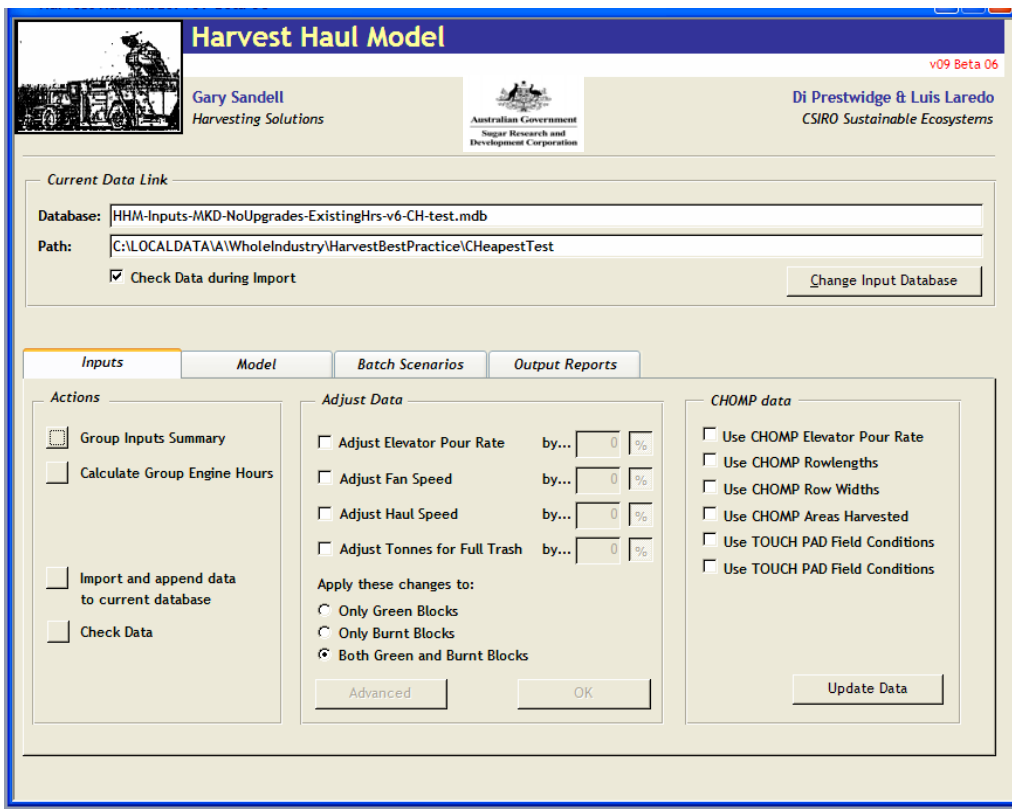 Harvest Haul Model
v09 Beta 06
Gary Sandell
Harvesting Solutions
Australian Government
Sugar Research and
Development Corporation
Di Prestwidge & Luis Laredo
CSIRO Sustainable Ecosystems
Current Data Link
Database: HHM-Inputs-MKD-NoUpgrades-ExistingHrs-v6-CH-test.mdb
Path: C:\LOCALDATA\A\WholeIndustry\HarvestBestPractice\CHeapestTest
Check Data during Import
Change Input Database
Inputs Model Batch Scenarios Output Reports
Actions
Group Inputs Summary
Calculate Group Engine Hours
Import and append data
to current database
Check Data
Adjust Data
Adjust Elevator Pour Rate by... 0 %
Adjust Fan Speed by... 0 %
Adjust Haul Speed by... 0 %
Adjust Tonnes for Full Trash by... 0 %
Apply these changes to:
Only Green Blocks
Only Burnt Blocks
Both Green and Burnt Blocks
Advanced OK
CHOMP data
Use CHOMP Elevator Pour Rate
Use CHOMP Rowlengths
Use CHOMP Row Widths
Use CHOMP Areas Harvested
Use TOUCH PAD Field Conditions
Use TOUCH PAD Field Conditions
Update Data